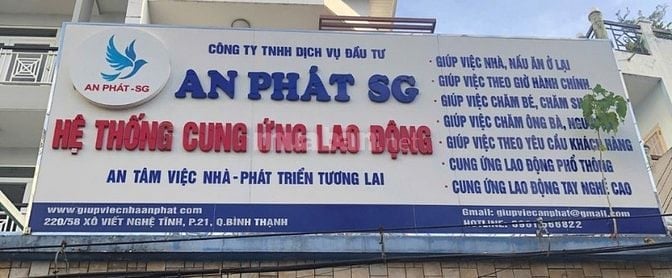 CÔNG TY TNHH DỊCH VỤ ĐẦU TƯ
AN PHÁT-SG
AN PHÁT SG
HỆ THỐNG CUNG ỨNG LAO ĐỘNG
AN TÂM VIỆC NHÀ - PHÁT TRIỂN TƯƠNG LAI
· GIÚP VIỆC NHÀ, NẤU ĂN Ở LẠI
· GIÚP VIỆC THEO GIỜ HÀNH CHÍNH
· GIÚP VIỆC CHĂM BÉ, CHĂM
· GIÚP VIỆC CHĂM ÔNG BÀ,
· GIÚP VIỆC THEO YÊU CẦU KHÁCH HÀNG
· CUNG ỨNG LAO ĐỘNG PHỔ THÔNG
· CUNG ỨNG LAO ĐỘNG TAY NGHỀ CAO
www.giupviecnhaanphat.com
220/58 XÔ VIẾT NGHỆ TĨNH, P.21, Q.BÌNH THẠNH
Gmail: giupviecanphat@gmail.com
HOTLINE: